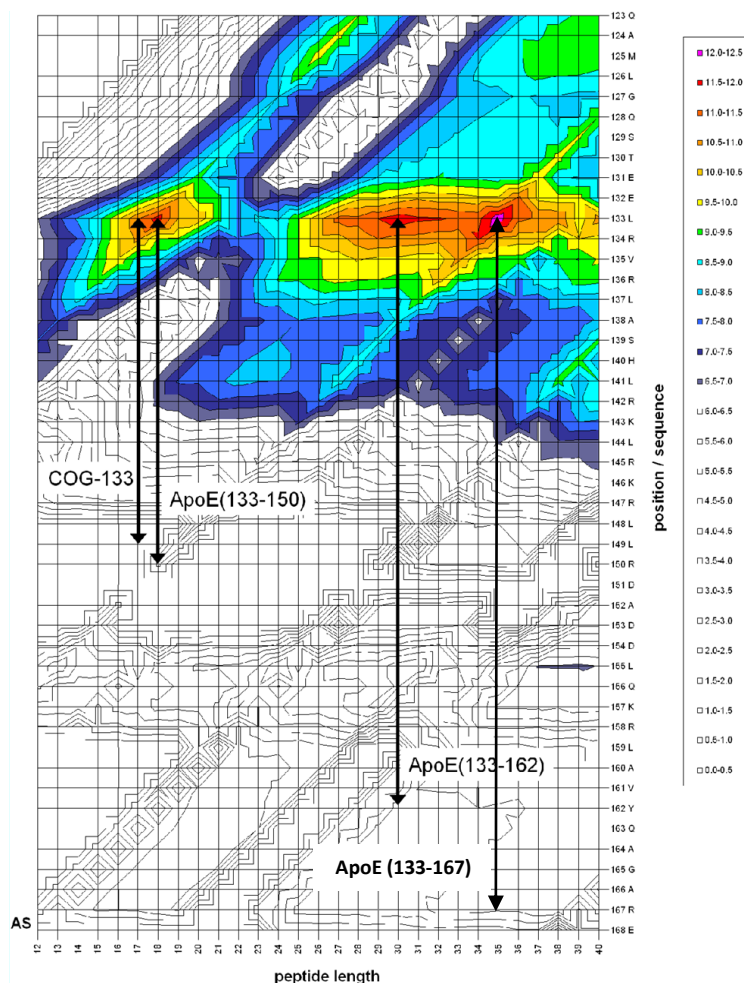 123 Q
124 A
125 M
126 L
127 G
128 Q
129 S
130 T
131 E
132 E
133 L
134 R
135 V
136 R
137 L
138 A
139 S
140 H
141 L
142 R
143 K
144 L
145 R
146 K
147 R
148 L
149 L
150 R
151 D
162 A
153 D
154 D
155 L
156 Q
157 K
158 R
159 L
160 A
161 V
162 Y
163 Q
164 A
165 G
166 A
167 R
168 E
position / sequence
12.0-12.5
11.5-12.0
11.0-11.5
10.5-11.0
10.0-10.5
9.5-10.0
9.0-9.5
8.5-9.0
8.0-8.5
7.5-8.0
7.0-7.5
6.5-7.0
6.0-6.5
5.5-6.0
5.0-5.5
4.5-5.0
4.0-4.5
3.5-4.0
3.0-3.5
2.5-3.0
2.0-2.5
1.5-2.0
1.0-1.5
0.5-1.0
0.0-0.5
COG-133
ApoE(133-150)
ApoE(133-162)
ApoE (133-167)
AS
12 13 14 15 16 17 18 19 20 21 22 23 24 25 26 27 28 29 30 31 32 33 34 35 36 37 38 39 40
peptide length